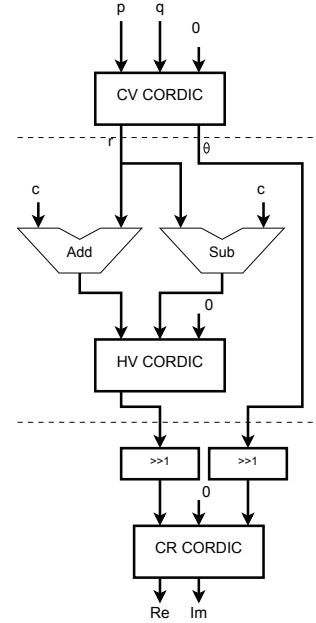 p q 0
CV CORDIC
r θ
c c
Add Sub
0
HV CORDIC
>>1 >>1
0
CR CORDIC
Re Im